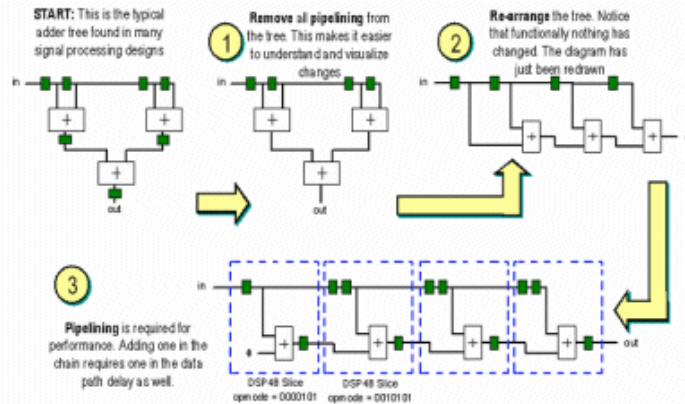 START: This is the typical
adder tree found in many
signal processing designs
in
+
+
+
out
1
Remove all pipelining from
the tree. This makes it easier
to understand and visualize
changes
in
+
+
+
out
2
Re-arrange the tree. Notice
that functionally nothing has
changed. The diagram has
just been redrawn
in
+
+
+
3
Pipelining is required for
performance. Adding one in the
chain requires one in the data
path delay as well.
in
+
+
+
+
out
DSP48 Slice
opmode = 0000101
DSP48 Slice
opmode = 0010101